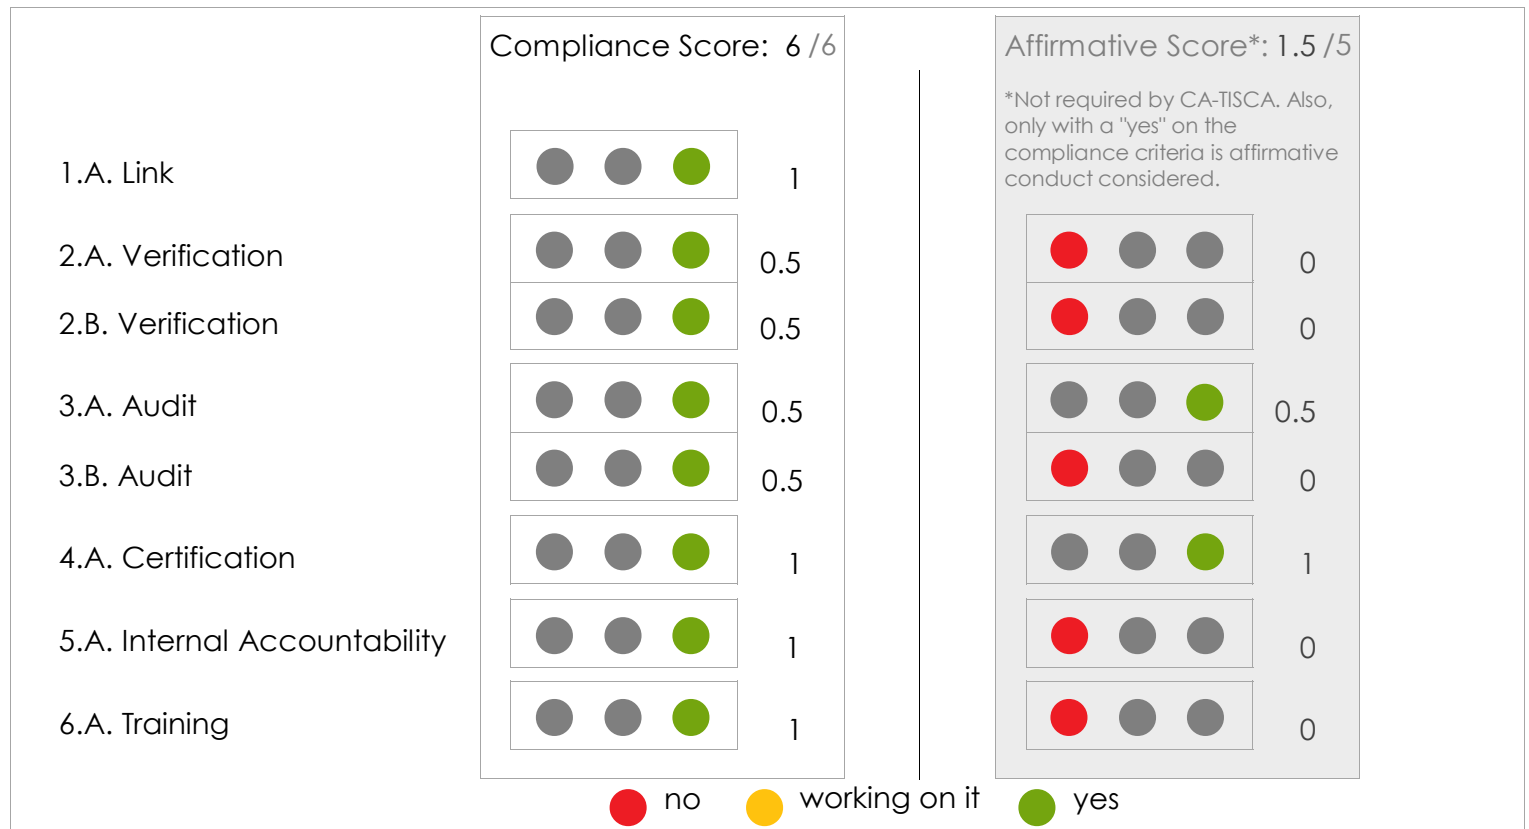 Compliance Score: 6 /6
Affirmative Score*: 1.5 /5
*Not required by CA-TISCA. Also,
only with a "yes" on the
compliance criteria is affirmative
conduct considered.
1.A. Link 1
2.A. Verification 0.5 0
2.B. Verification 0.5 0
3.A. Audit 0.5 0.5
3.B. Audit 0.5 0
4.A. Certification 1 1
5.A. Internal Accountability 1 0
6.A. Training 1 0
no working on it yes